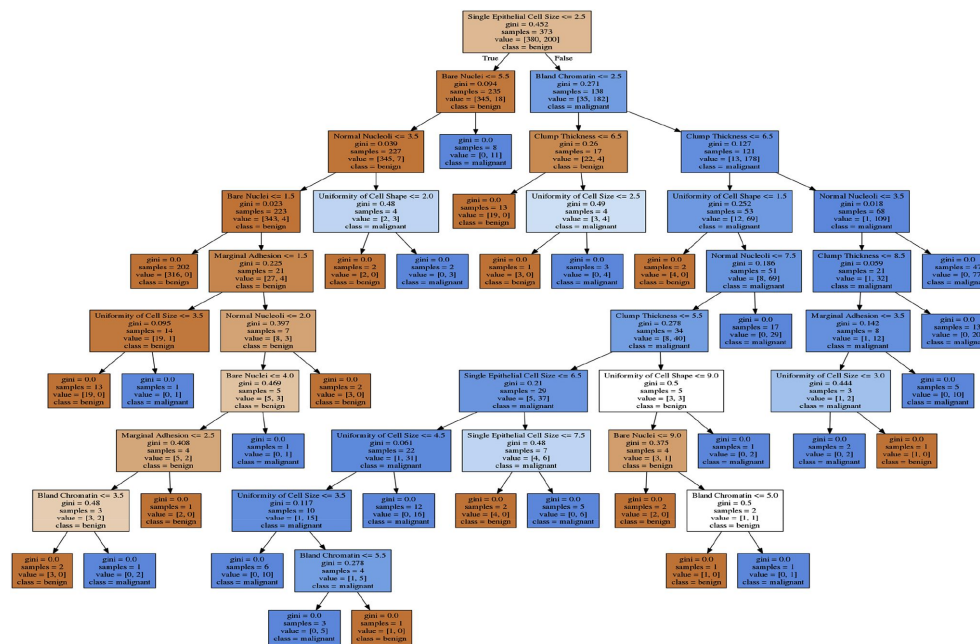 Single Epithelial Cell Size <= 2.5
gini = 0.452
samples = 373
value = [380, 200]
class = benign
True
False
Bare Nuclei <= 5.5
gini = 0.094
samples = 235
value = [345, 18]
class = benign
Bland Chromatin <= 2.5
gini = 0.271
samples = 138
value = [35, 182]
class = malignant
Normal Nucleoli <= 3.5
gini = 0.039
samples = 227
value = [345, 7]
class = benign
gini = 0.0
samples = 8
value = [0, 11]
class = malignant
Clump Thickness <= 6.5
gini = 0.26
samples = 17
value = [22, 4]
class = benign
Clump Thickness <= 6.5
gini = 0.127
samples = 121
value = [13, 178]
class = malignant
Bare Nuclei <= 1.5
gini = 0.023
samples = 223
value = [343, 4]
class = benign
Uniformity of Cell Shape <= 2.0
gini = 0.48
samples = 4
value = [2, 3]
class = malignant
gini = 0.0
samples = 13
value = [19, 0]
class = benign
Uniformity of Cell Size <= 2.5
gini = 0.49
samples = 4
value = [3, 4]
class = malignant
Uniformity of Cell Shape <= 1.5
gini = 0.252
samples = 53
value = [12, 69]
class = malignant
Normal Nucleoli <= 3.5
gini = 0.018
samples = 68
value = [1, 109]
class = malignant
gini = 0.0
samples = 202
value = [316, 0]
class = benign
Marginal Adhesion <= 1.5
gini = 0.225
samples = 21
value = [27, 4]
class = benign
gini = 0.0
samples = 2
value = [2, 0]
class = benign
gini = 0.0
samples = 2
value = [0, 3]
class = malignant
gini = 0.0
samples = 1
value = [3, 0]
class = benign
gini = 0.0
samples = 3
value = [0, 4]
class = malignant
gini = 0.0
samples = 2
value = [4, 0]
class = benign
Normal Nucleoli <= 7.5
gini = 0.186
samples = 51
value = [8, 69]
class = malignant
Clump Thickness <= 8.5
gini = 0.059
samples = 21
value = [1, 32]
class = malignant
gini = 0.0
samples = 47
value = [0, 77]
class = malignant
Uniformity of Cell Size <= 3.5
gini = 0.095
samples = 14
value = [19, 1]
class = benign
Normal Nucleoli <= 2.0
gini = 0.397
samples = 7
value = [8, 3]
class = benign
Clump Thickness <= 5.5
gini = 0.278
samples = 34
value = [8, 40]
class = malignant
gini = 0.0
samples = 17
value = [0, 29]
class = malignant
Marginal Adhesion <= 3.5
gini = 0.142
samples = 8
value = [1, 12]
class = malignant
gini = 0.0
samples = 13
value = [0, 20]
class = malignant
gini = 0.0
samples = 13
value = [19, 0]
class = benign
gini = 0.0
samples = 1
value = [0, 1]
class = malignant
Bare Nuclei <= 4.0
gini = 0.469
samples = 5
value = [5, 3]
class = benign
gini = 0.0
samples = 2
value = [3, 0]
class = benign
Single Epithelial Cell Size <= 6.5
gini = 0.21
samples = 29
value = [5, 37]
class = malignant
Uniformity of Cell Shape <= 9.0
gini = 0.5
samples = 5
value = [3, 3]
class = benign
Uniformity of Cell Size <= 3.0
gini = 0.444
samples = 3
value = [1, 2]
class = malignant
gini = 0.0
samples = 5
value = [0, 10]
class = malignant
Marginal Adhesion <= 2.5
gini = 0.408
samples = 4
value = [5, 2]
class = benign
gini = 0.0
samples = 1
value = [0, 1]
class = malignant
Uniformity of Cell Size <= 4.5
gini = 0.061
samples = 22
value = [1, 31]
class = malignant
Single Epithelial Cell Size <= 7.5
gini = 0.48
samples = 7
value = [4, 6]
class = malignant
Bare Nuclei <= 9.0
gini = 0.375
samples = 4
value = [3, 1]
class = benign
gini = 0.0
samples = 1
value = [0, 2]
class = malignant
gini = 0.0
samples = 2
value = [0, 2]
class = malignant
gini = 0.0
samples = 1
value = [1, 0]
class = benign
Bland Chromatin <= 3.5
gini = 0.48
samples = 3
value = [3, 2]
class = benign
gini = 0.0
samples = 1
value = [2, 0]
class = benign
Uniformity of Cell Size <= 3.5
gini = 0.117
samples = 10
value = [1, 15]
class = malignant
gini = 0.0
samples = 12
value = [0, 16]
class = malignant
gini = 0.0
samples = 2
value = [4, 0]
class = benign
gini = 0.0
samples = 5
value = [0, 6]
class = malignant
gini = 0.0
samples = 2
value = [2, 0]
class = benign
Bland Chromatin <= 5.0
gini = 0.5
samples = 2
value = [1, 1]
class = benign
gini = 0.0
samples = 2
value = [3, 0]
class = benign
gini = 0.0
samples = 1
value = [0, 2]
class = malignant
gini = 0.0
samples = 6
value = [0, 10]
class = malignant
Bland Chromatin <= 5.5
gini = 0.278
samples = 4
value = [1, 5]
class = malignant
gini = 0.0
samples = 1
value = [1, 0]
class = benign
gini = 0.0
samples = 1
value = [0, 1]
class = malignant
gini = 0.0
samples = 3
value = [0, 5]
class = malignant
gini = 0.0
samples = 1
value = [1, 0]
class = benign